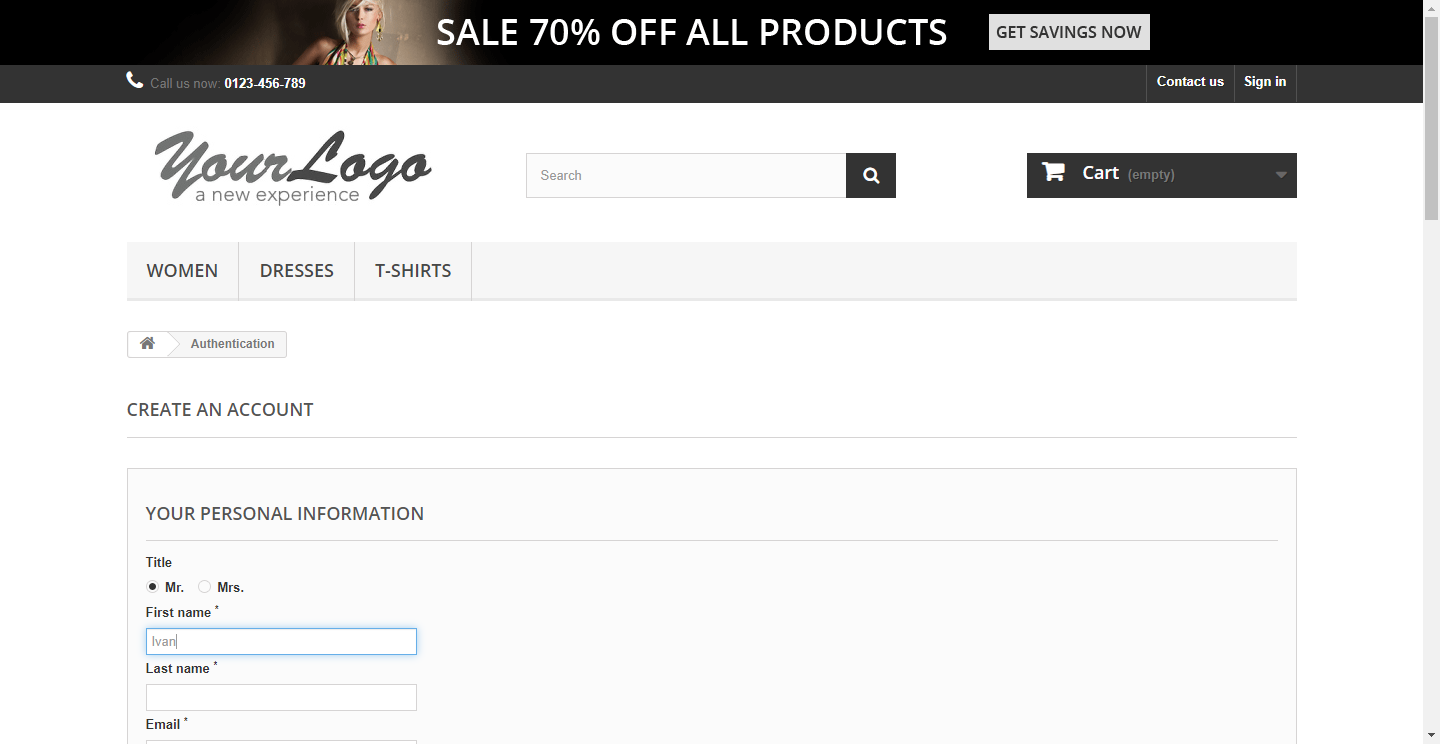 SALE 70% OFF ALL PRODUCTS GET SAVINGS NOW
Call us now: 0123-456-789 Contact us Sign in
YourLogo
a new experience
Search
Cart (empty)
WOMEN DRESSES T-SHIRTS
Authentication
CREATE AN ACCOUNT
YOUR PERSONAL INFORMATION
Title
Mr. Mrs.
First name *
Ivan
Last name *
Email *